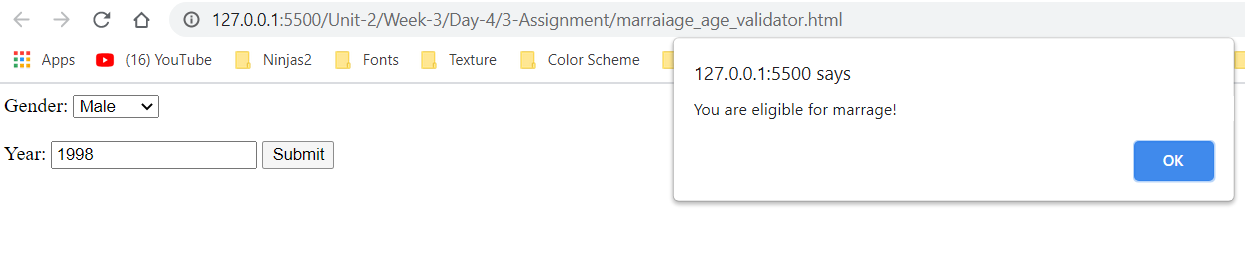 127.0.0.1:5500/Unit-2/Week-3/Day-4/3-Assignment/marraiage_age_validator.html
Apps (16) YouTube Ninjas2 Fonts Texture Color Scheme
127.0.0.1:5500 says
You are eligible for marrage!
OK
Gender: Male
Year: 1998 Submit